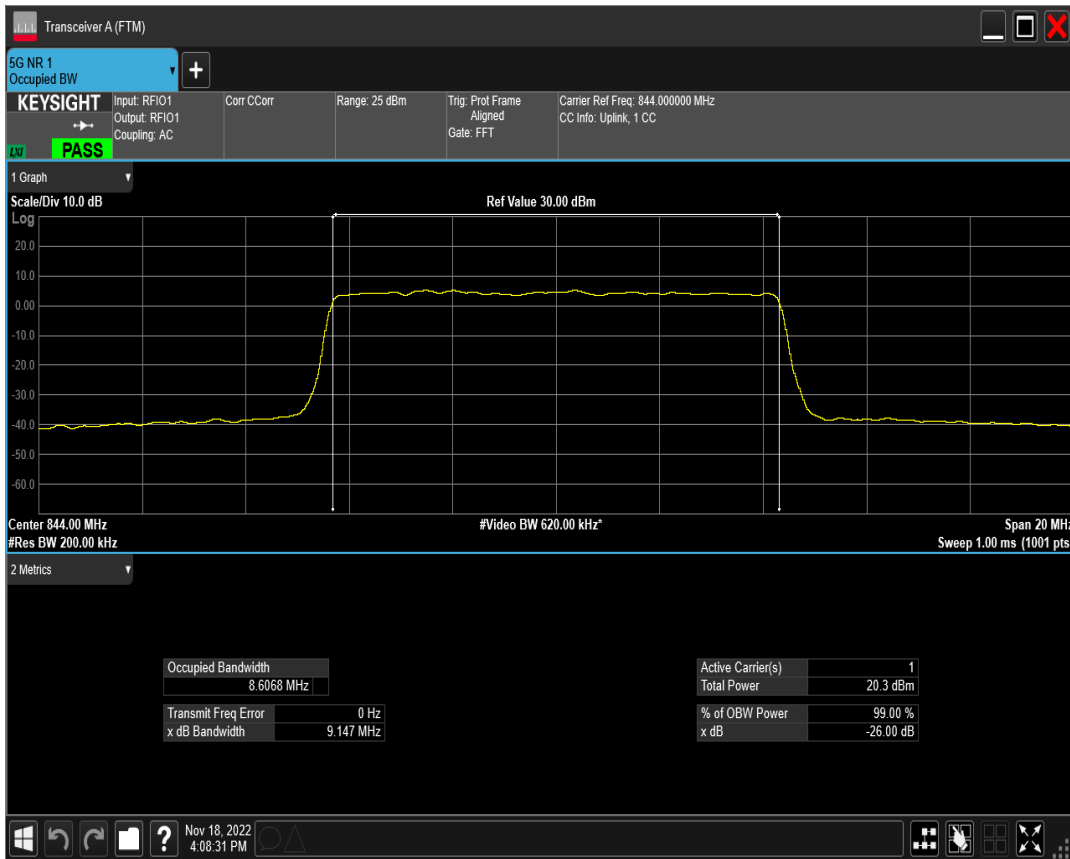 Transceiver A (FTM)
5G NR 1
Occupied BW
+
KEYSIGHT
LXI
PASS
Input: RFIO1
Output: RFIO1
Coupling: AC
Corr CCorr
Range: 25 dBm
Trig: Prot Frame
Aligned
Gate: FFT
Carrier Ref Freq: 844.000000 MHz
CC Info: Uplink, 1 CC
1 Graph
Scale/Div 10.0 dB
Ref Value 30.00 dBm
Log
20.0
10.0
0.00
-10.0
-20.0
-30.0
-40.0
-50.0
-60.0
Center 844.00 MHz
#Video BW 620.00 kHz*
Span 20 MHz
#Res BW 200.00 kHz
Sweep 1.00 ms (1001 pts
2 Metrics
Occupied Bandwidth
8.6068 MHz
Transmit Freq Error 0 Hz
x dB Bandwidth 9.147 MHz
Active Carrier(s) 1
Total Power 20.3 dBm
% of OBW Power 99.00 %
x dB -26.00 dB
?
Nov 18, 2022
4:08:31 PM